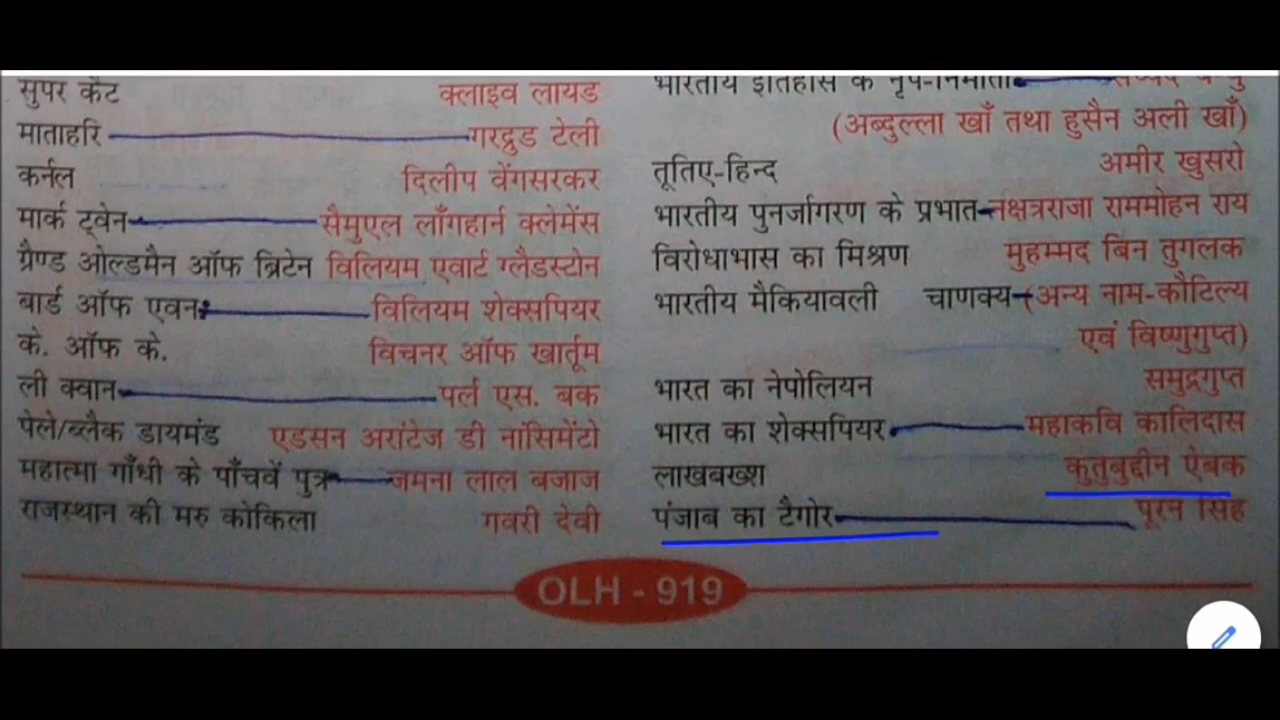 सुपर कैट क्लाइव लायड
माताहरि गरट्रुड टेली
कर्नल दिलीप वेंगसरकर
मार्क ट्वेन सैमुएल लाँगहार्न क्लेमेंस
ग्रैण्ड ओल्डमैन ऑफ ब्रिटेन विलियम एवार्ट ग्लैडस्टोन
बार्ड ऑफ एवन विलियम शेक्सपियर
के. ऑफ के. विचनर ऑफ खार्तूम
ली क्वान पर्ल एस. बक
पेले/ब्लैक डायमंड एडसन अरांटेज डी नांसिमेंटो
महात्मा गाँधी के पाँचवें पुत्र जमना लाल बजाज
राजस्थान की मरु कोकिला गवरी देवी
भारतीय इतिहास के नृप-निर्माता
(अब्दुल्ला खाँ तथा हुसैन अली खाँ)
तूतिए-हिन्द अमीर खुसरो
भारतीय पुनर्जागरण के प्रभात-नक्षत्रराजा राममोहन राय
विरोधाभास का मिश्रण मुहम्मद बिन तुगलक
भारतीय मैकियावली चाणक्य (अन्य नाम-कौटिल्य
एवं विष्णुगुप्त)
भारत का नेपोलियन समुद्रगुप्त
भारत का शेक्सपियर महाकवि कालिदास
लाखबख्श कुतुबुद्दीन ऐबक
पंजाब का टैगोर पूरन सिंह
OLH - 919